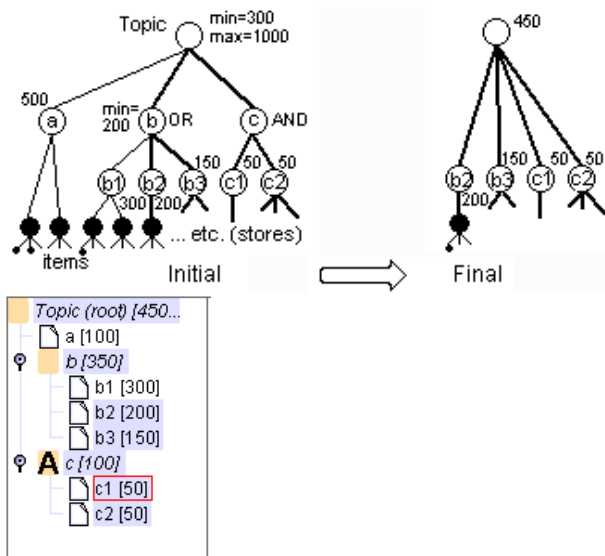 Topic
min=300
max=1000
450
500
min=
200
a
b
OR
c
AND
150
50
50
b1
b2
b3
c1
c2
300
200
150
50
50
b2
b3
c1
c2
200
... etc. (stores)
items
Initial
Final
Topic (root) [450...
a [100]
b [350]
b1 [300]
b2 [200]
b3 [150]
A c [100]
c1 [50]
c2 [50]